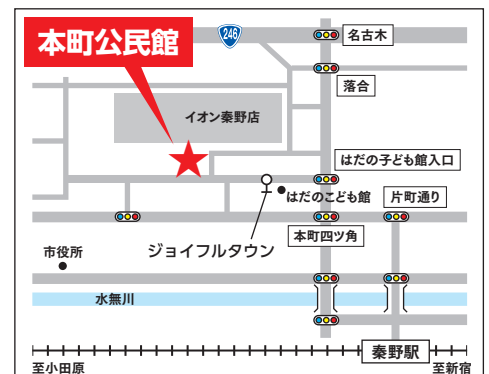 本町公民館
246
名古木
落合
イオン秦野店
はだの子ども館入口
はだのこども館
片町通り
本町四ツ角
ジョイフルタウン
市役所
水無川
秦野駅
至小田原
至新宿